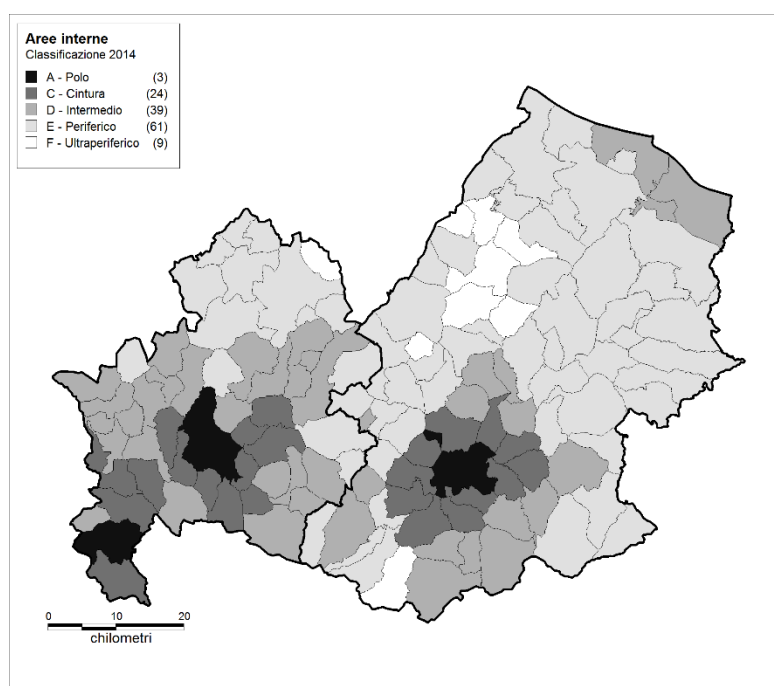 Aree interne
Classificazione 2014
A - Polo (3)
C - Cintura (24)
D - Intermedio (39)
E - Periferico (61)
F - Ultraperiferico (9)
0 10 20
chilometri